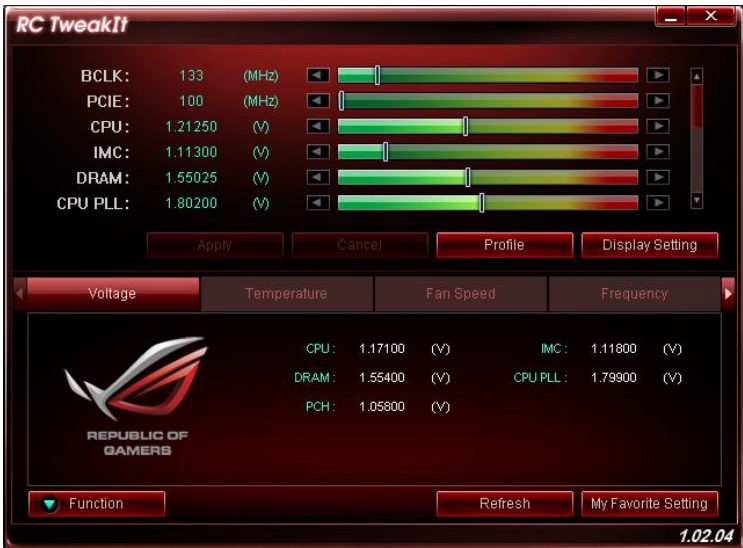 RC TweakIt
BCLK: 133 (MHz)
PCIE: 100 (MHz)
CPU: 1.21250 (V)
IMC: 1.11300 (V)
DRAM: 1.55025 (V)
CPU PLL: 1.80200 (V)
Apply Cancel Profile Display Setting
Voltage Temperature Fan Speed Frequency
CPU: 1.17100 (V) IMC: 1.11800 (V)
DRAM: 1.55400 (V) CPU PLL: 1.79900 (V)
PCH: 1.05800 (V)
REPUBLIC OF
GAMERS
Function Refresh My Favorite Setting
1.02.04